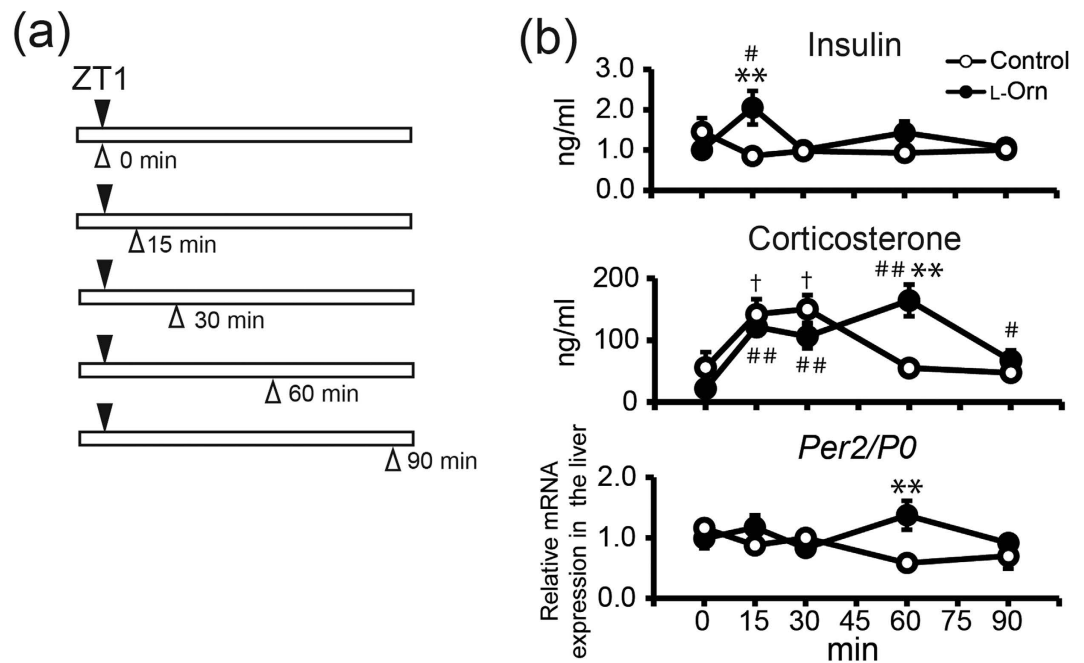 (a)
ZT1
0 min
15 min
30 min
60 min
90 min
(b)
Insulin
Control
L-Orn
#
**
3.0
2.0
1.0
0.0
ng/ml
Corticosterone
† † ## **
#
## ##
200
100
0
ng/ml
Per2/P0
**
2.0
1.0
0.0
Relative mRNA
expression in the liver
0 15 30 45 60 75 90
min